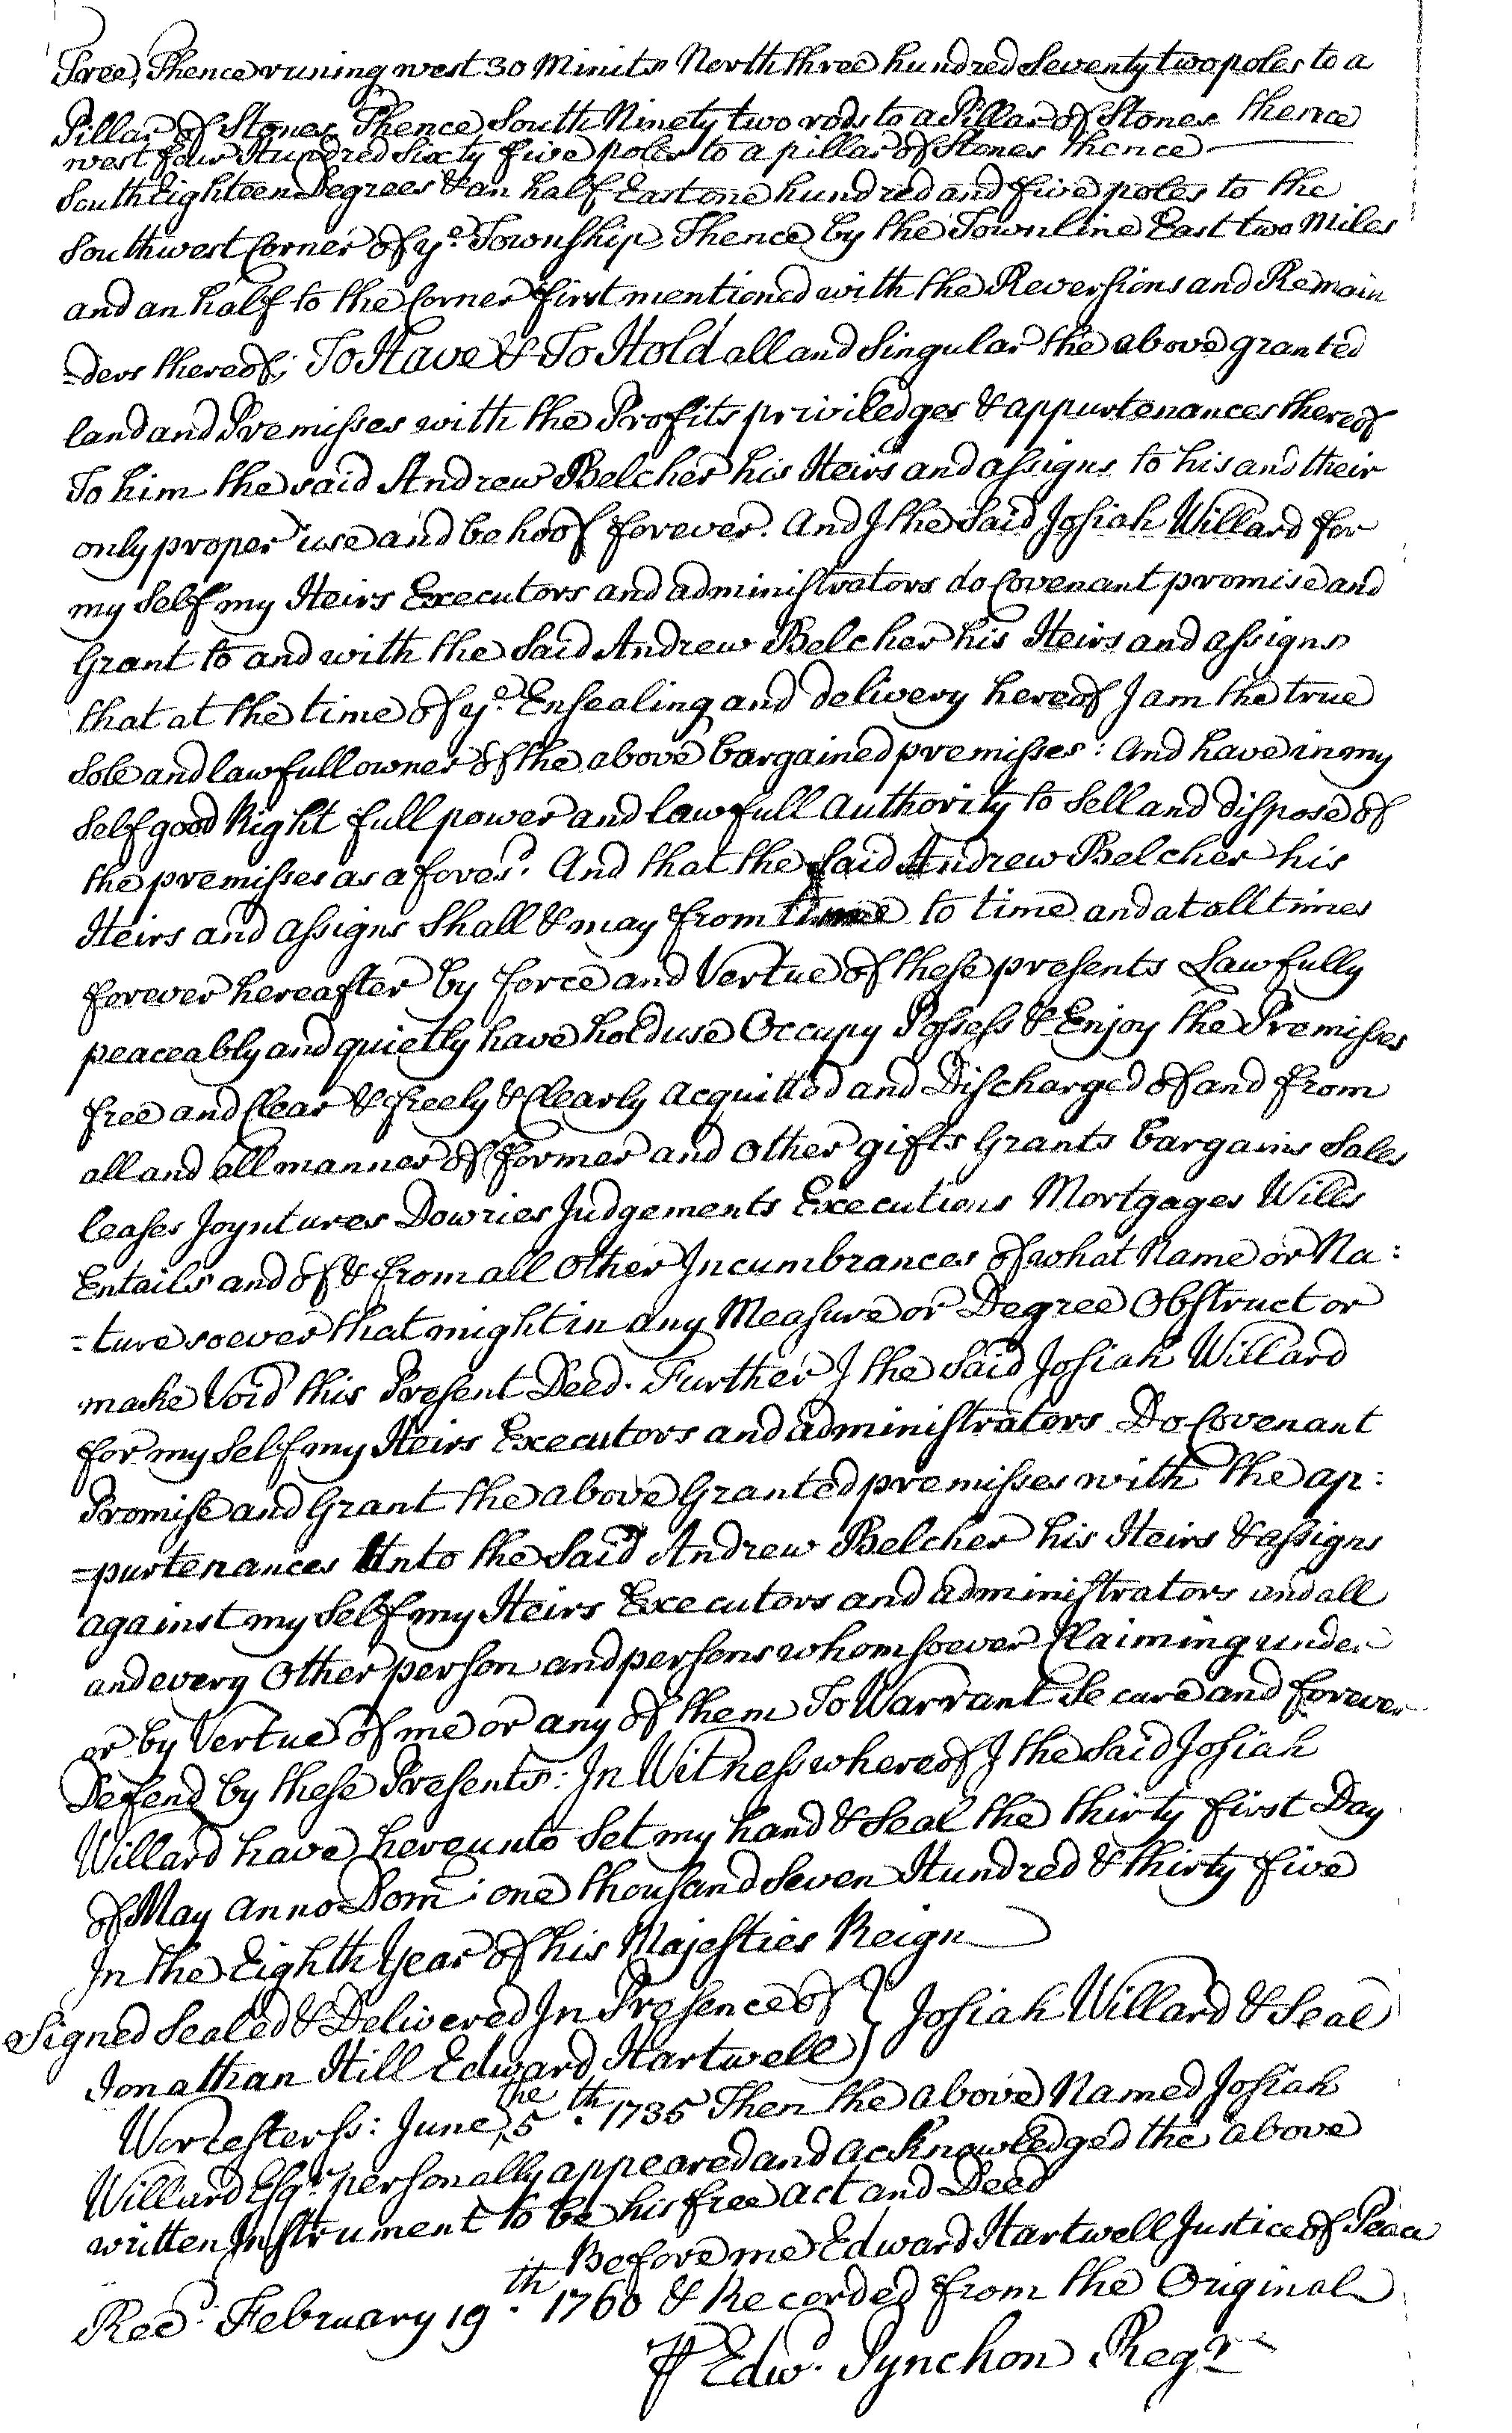 Tree, Thence runing west 30 Minits North three hundred Seventy two poles to a
Pillar of Stones Thence South Ninety two rods to a Pillar of Stones thence
west four Hundred Sixty five poles to a pillar of Stones thence
South Eighteen Degrees & an half East one hundred and five poles to the
Southwest Corner of ye. Township, Thence by the Townline East two Miles
and an half to the Corner first mentioned with the Reversions and Remain
=ders thereof; To Have & To Hold all and Singular the above granted
land and Premisses with the Profits priviledges & appurtenances thereof
To him the said Andrew Belcher his Heirs and assigns to his and their
only proper use and behoof forever. And I the Said Josiah Willard for
my Self my Heirs Executors and administrators do Covenant promise and
Grant to and with the Said Andrew Belcher his Heirs and assigns
that at the time of ye. Ensealing and delivery hereof I am the true
Sole and lawfull owner of the above bargained premisses: And have in my
Self good Right full power and lawfull authority to Sell and dispose of
the premisses as afores.d And that the Said Andrew Belcher his
Heirs and assigns Shall & may from time to time and at all times
forever hereafter by force and Vertue of these presents Lawfully
peaceably and quietly have hold use Occupy Possess & Enjoy the Premisses
free and Clear & freely & Clearly acquitted and Discharged of and from
all and all manner of former and Other gifts Grants bargains Sales
leases Joyntures Dowries Judgements Executions Mortgages Wills
Entails and of & from all Other Incumbrances of what Name or Na:
=ture soever that might in any Measure or Degree Obstruct or
make Void this Present Deed. Further I the Said Josiah Willard
for my Self my Heirs Executors and administrators Do Covenant
Promise and Grant the above Granted premisses with the ap:
=purtenances Unto the Said Andrew Belcher his Heirs & assigns
against my Self my Heirs Executors and administrators and all
and every Other person and persons whomsoever Claiming under
or by Vertue of me or any of them To Warrant Secure and forever
Defend by these Presents: In Witness whereof I the Said Josiah
Willard have hereunto Set my hand & Seal the thirty first Day
of May Anno Dom: one thousand Seven Hundred & thirty five
In the Eighth Year of his Majesties Reign
Signed Sealed & Delivered In Presence of } Josiah Willard & Seal
Jonathan Hill Edward Hartwell
Worcester ss: June the 5th. 1735 Then the above Named Josiah
Willard Esqr. personally appeared and acknowledged the above
written Instrument to be his free act and Deed
Before me Edward Hartwell Justice of Peace
Recd. February 19th. 1760 & Recorded from the Original
⅌ Edwd. Pynchon Regr.